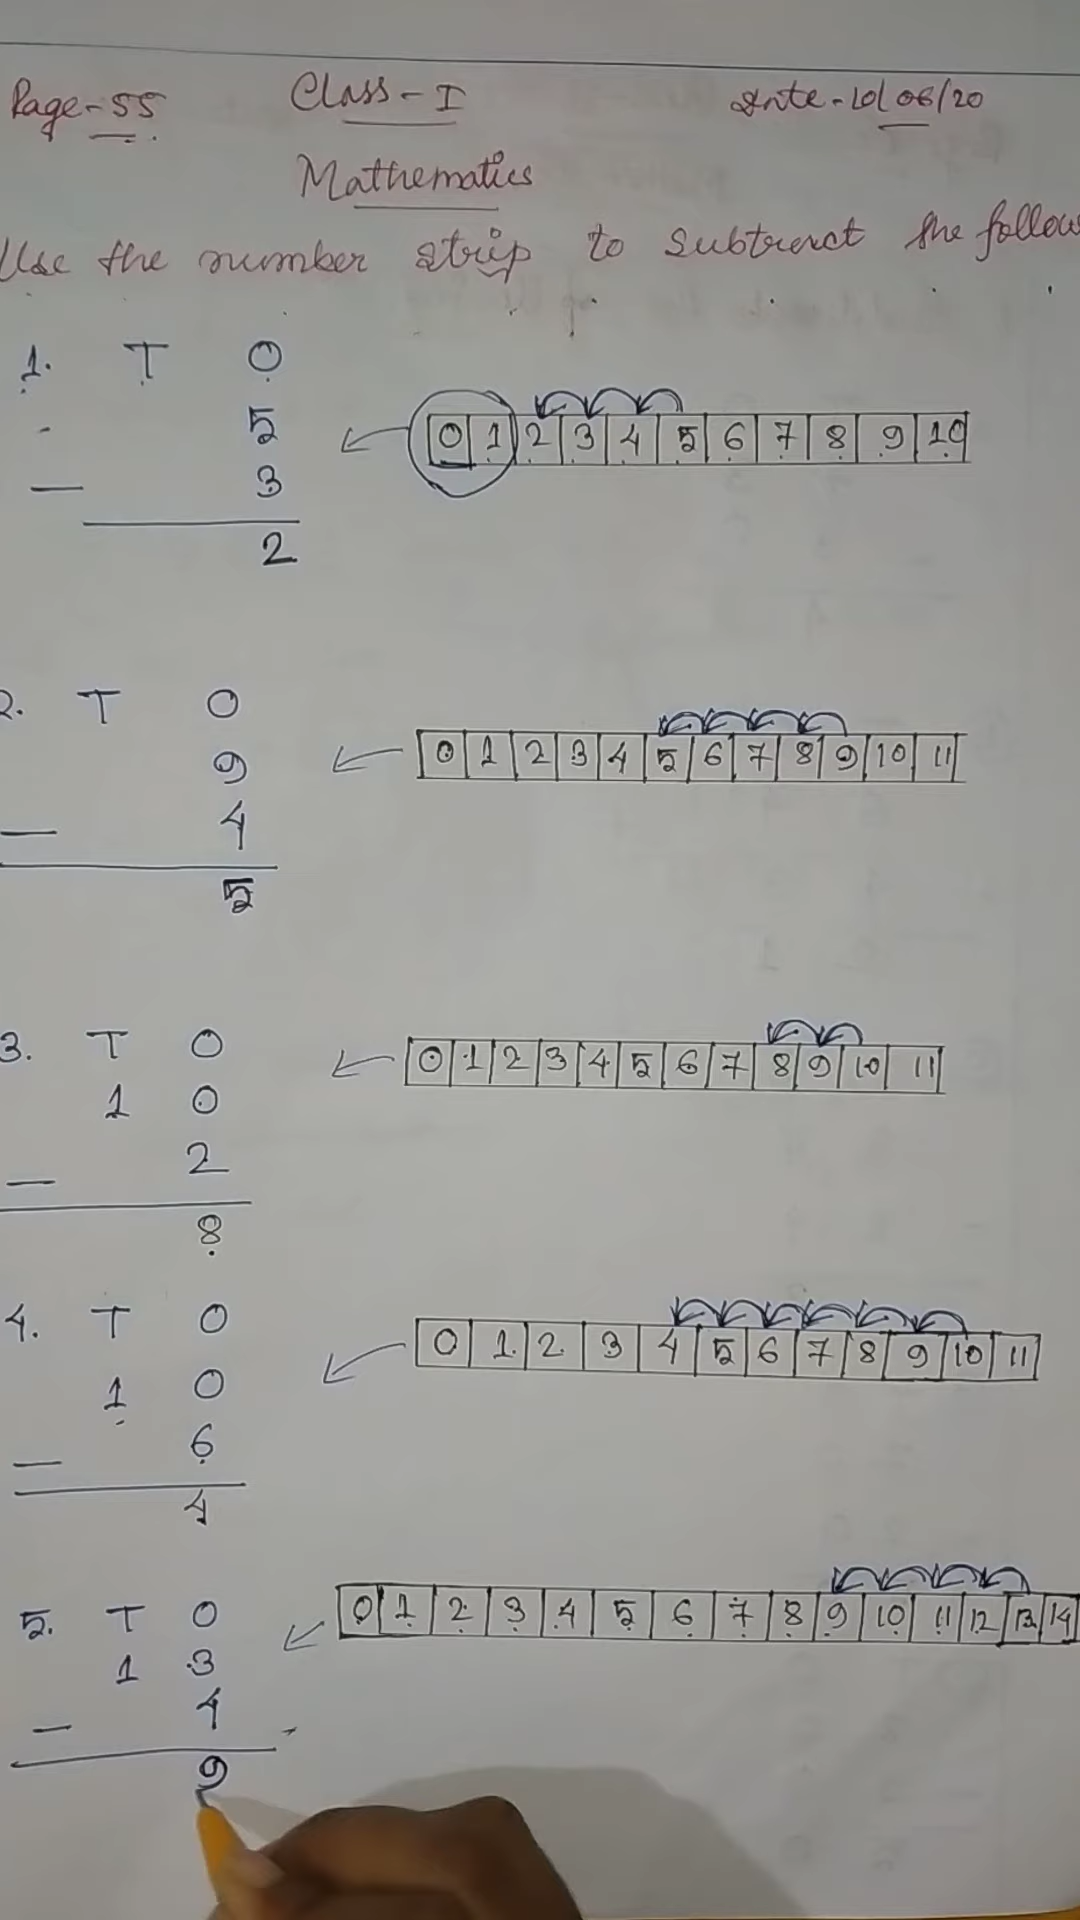 Page-55 Class-I Date-10/06/20
Mathematics
Use the number strip to subtract the follow
1. T O
5
0 1 2 3 4 5 6 7 8 9 10
— 3
2
2. T O
9
0 1 2 3 4 5 6 7 8 9 10 11
— 4
5
3. T O
0 1 2 3 4 5 6 7 8 9 10 11
1 0
— 2
8
4. T O
0 1 2 3 4 5 6 7 8 9 10 11
1 0
— 6
4
5. T O
0 1 2 3 4 5 6 7 8 9 10 11 12 13 14
1 3
— 4
9